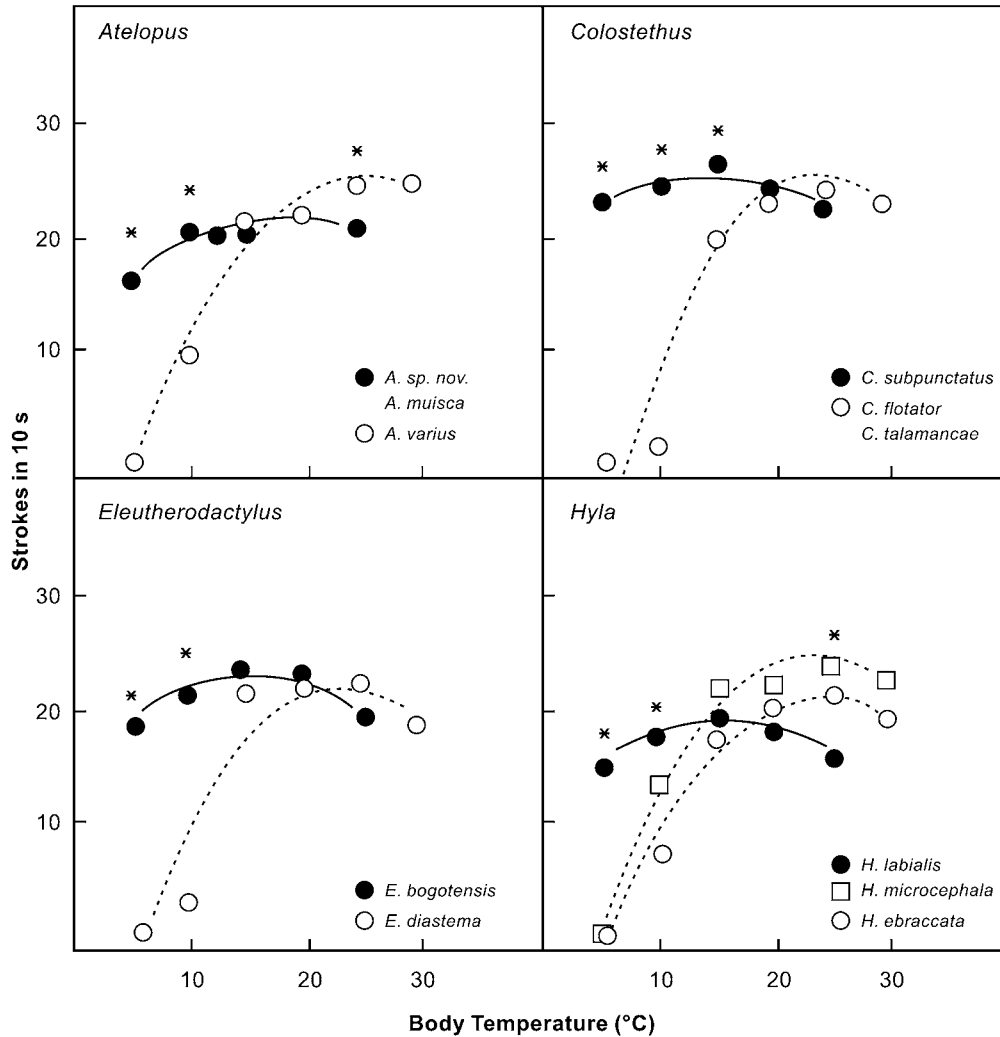 Atelopus
Colostethus
30
20
10
*
*
*
*
*
*
A. sp. nov.
A. muisca
A. varius
C. subpunctatus
C. flotator
C. talamancae
Strokes in 10 s
Eleutherodactylus
Hyla
30
20
10
*
*
*
*
*
E. bogotensis
E. diastema
H. labialis
H. microcephala
H. ebraccata
10
20
30
10
20
30
Body Temperature (°C)